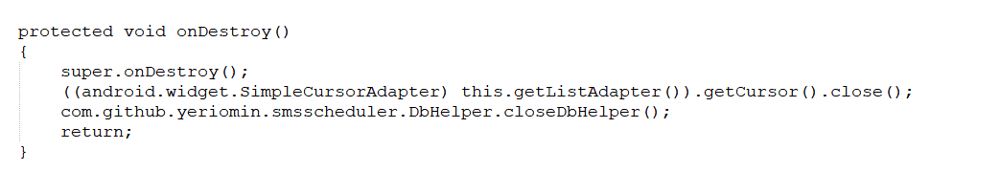 protected void onDestroy()
{
super.onDestroy();
((android.widget.SimpleCursorAdapter) this.getListAdapter()).getCursor().close();
com.github.yeriomin.smsscheduler.DbHelper.closeDbHelper();
return;
}